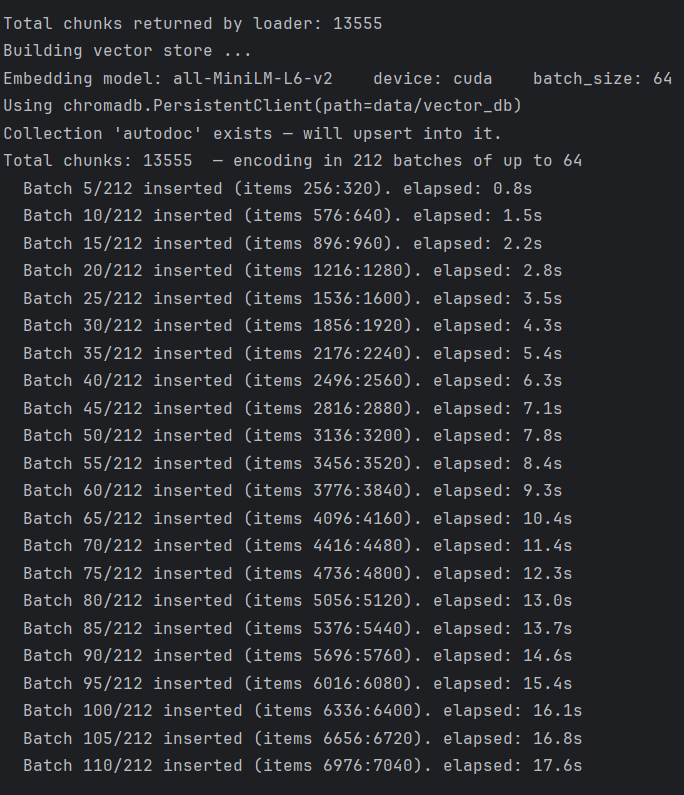 Total chunks returned by loader: 13555
Building vector store ...
Embedding model: all-MiniLM-L6-v2    device: cuda    batch_size: 64
Using chromadb.PersistentClient(path=data/vector_db)
Collection 'autodoc' exists — will upsert into it.
Total chunks: 13555  — encoding in 212 batches of up to 64
  Batch 5/212 inserted (items 256:320). elapsed: 0.8s
  Batch 10/212 inserted (items 576:640). elapsed: 1.5s
  Batch 15/212 inserted (items 896:960). elapsed: 2.2s
  Batch 20/212 inserted (items 1216:1280). elapsed: 2.8s
  Batch 25/212 inserted (items 1536:1600). elapsed: 3.5s
  Batch 30/212 inserted (items 1856:1920). elapsed: 4.3s
  Batch 35/212 inserted (items 2176:2240). elapsed: 5.4s
  Batch 40/212 inserted (items 2496:2560). elapsed: 6.3s
  Batch 45/212 inserted (items 2816:2880). elapsed: 7.1s
  Batch 50/212 inserted (items 3136:3200). elapsed: 7.8s
  Batch 55/212 inserted (items 3456:3520). elapsed: 8.4s
  Batch 60/212 inserted (items 3776:3840). elapsed: 9.3s
  Batch 65/212 inserted (items 4096:4160). elapsed: 10.4s
  Batch 70/212 inserted (items 4416:4480). elapsed: 11.4s
  Batch 75/212 inserted (items 4736:4800). elapsed: 12.3s
  Batch 80/212 inserted (items 5056:5120). elapsed: 13.0s
  Batch 85/212 inserted (items 5376:5440). elapsed: 13.7s
  Batch 90/212 inserted (items 5696:5760). elapsed: 14.6s
  Batch 95/212 inserted (items 6016:6080). elapsed: 15.4s
  Batch 100/212 inserted (items 6336:6400). elapsed: 16.1s
  Batch 105/212 inserted (items 6656:6720). elapsed: 16.8s
  Batch 110/212 inserted (items 6976:7040). elapsed: 17.6s